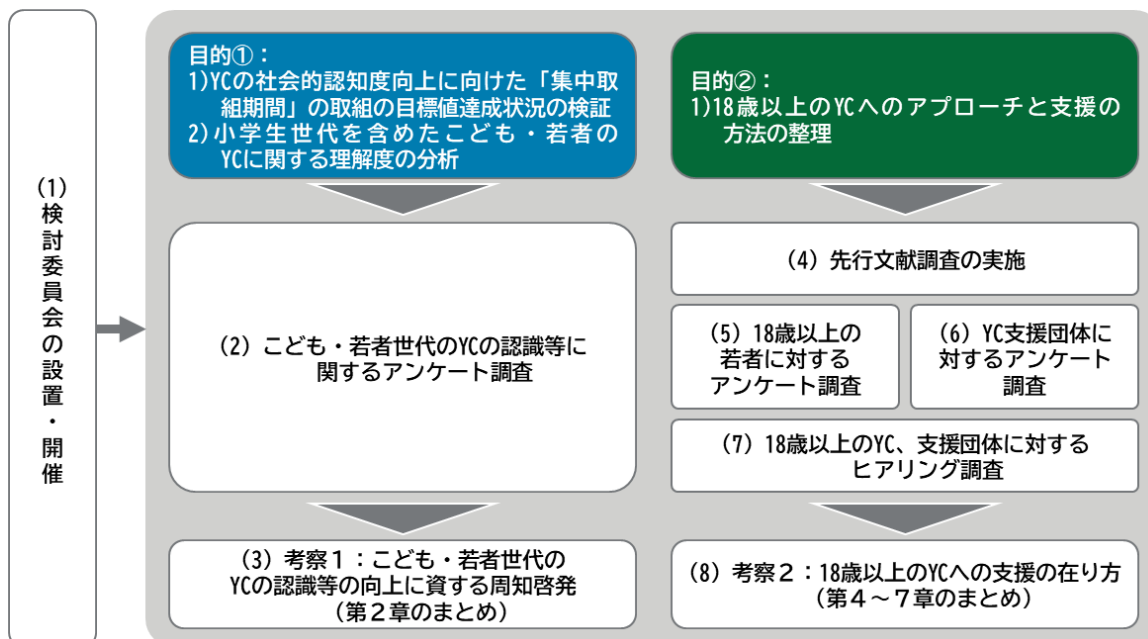 (1)検討委員会の設置・開催
目的①：
1)YCの社会的認知度向上に向けた「集中取
組期間」の取組の目標値達成状況の検証
2)小学生世代を含めたこども・若者の
YCに関する理解度の分析
(2) こども・若者世代のYCの認識等に
関するアンケート調査
(3) 考察１：こども・若者世代の
YCの認識等の向上に資する周知啓発
(第２章のまとめ)
目的②：
1)18歳以上のYCへのアプローチと支援の
方法の整理
(4) 先行文献調査の実施
(5) 18歳以上の
若者に対する
アンケート調査
(6) YC支援団体に
対するアンケート
調査
(7) 18歳以上のYC、支援団体に対する
ヒアリング調査
(8) 考察２：18歳以上のYCへの支援の在り方
(第４～７章のまとめ)